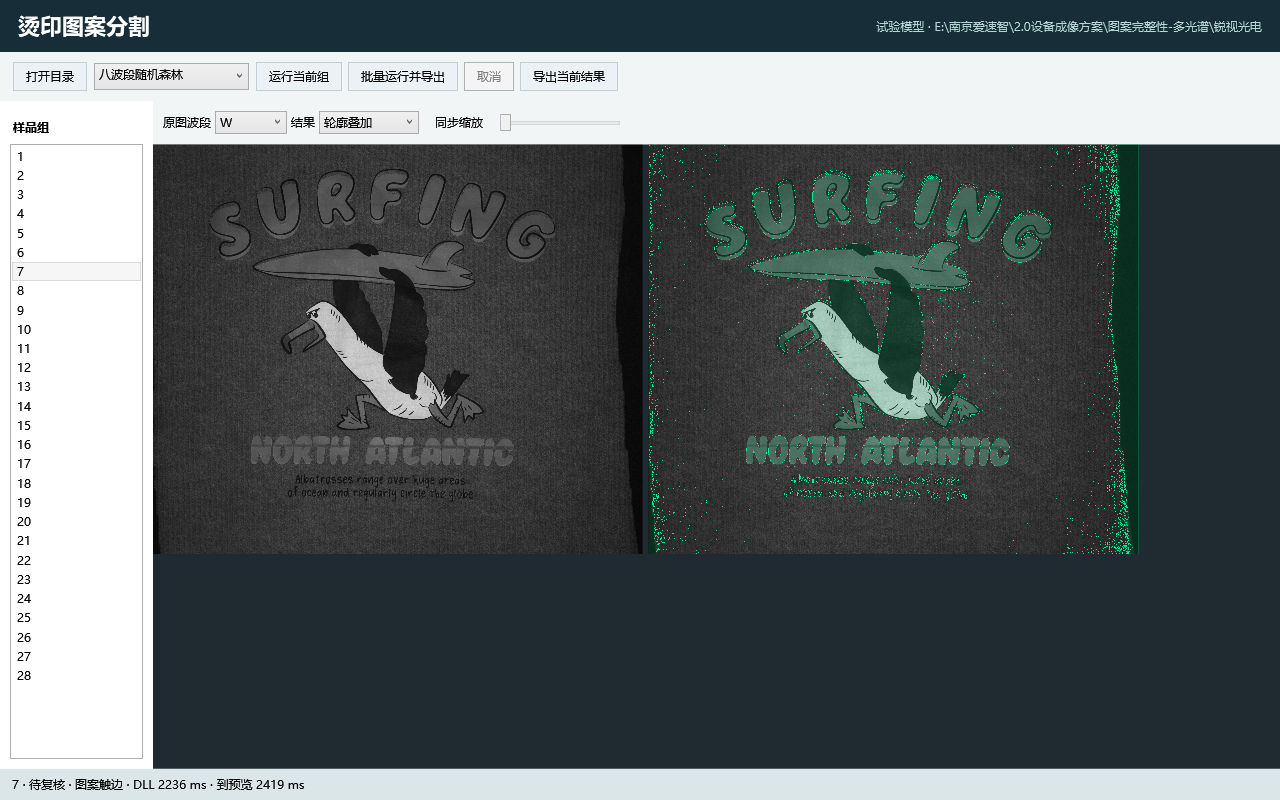 烫印图案分割
试验模型 · E:\南京爱速智\2.0设备成像方案\图案完整性-多光谱\锐视光电
打开目录 八波段随机森林 运行当前组 批量运行并导出 取消 导出当前结果
样品组
原图波段 W 结果 轮廓叠加 同步缩放
1
2
3
4
5
6
7
8
9
10
11
12
13
14
15
16
17
18
19
20
21
22
23
24
25
26
27
28
SURFING
NORTH ATLANTIC
Albatrosses range over huge areas
of ocean and regularly circle the globe
SURFING
NORTH ATLANTIC
7 · 待复核 · 图案触边 · DLL 2236 ms · 到预览 2419 ms